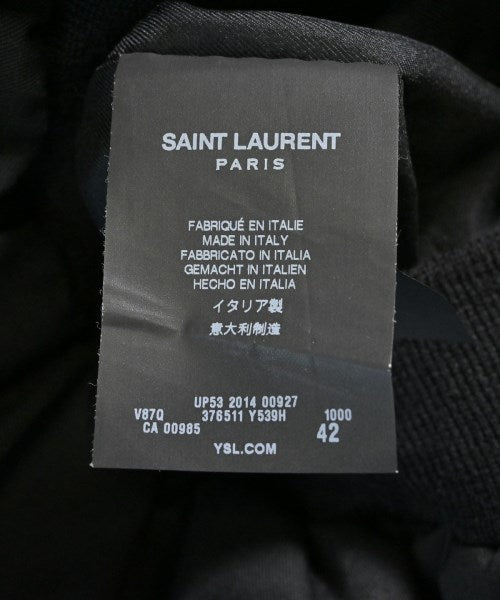 SAINT LAURENT
PARIS
FABRIQUÉ EN ITALIE
MADE IN ITALY
FABBRICATO IN ITALIA
GEMACHT IN ITALIEN
HECHO EN ITALIA
イタリア製
意大利制造
UP53 2014 00927
V87Q 376511 Y539H 1000
CA 00985 42
YSL.COM